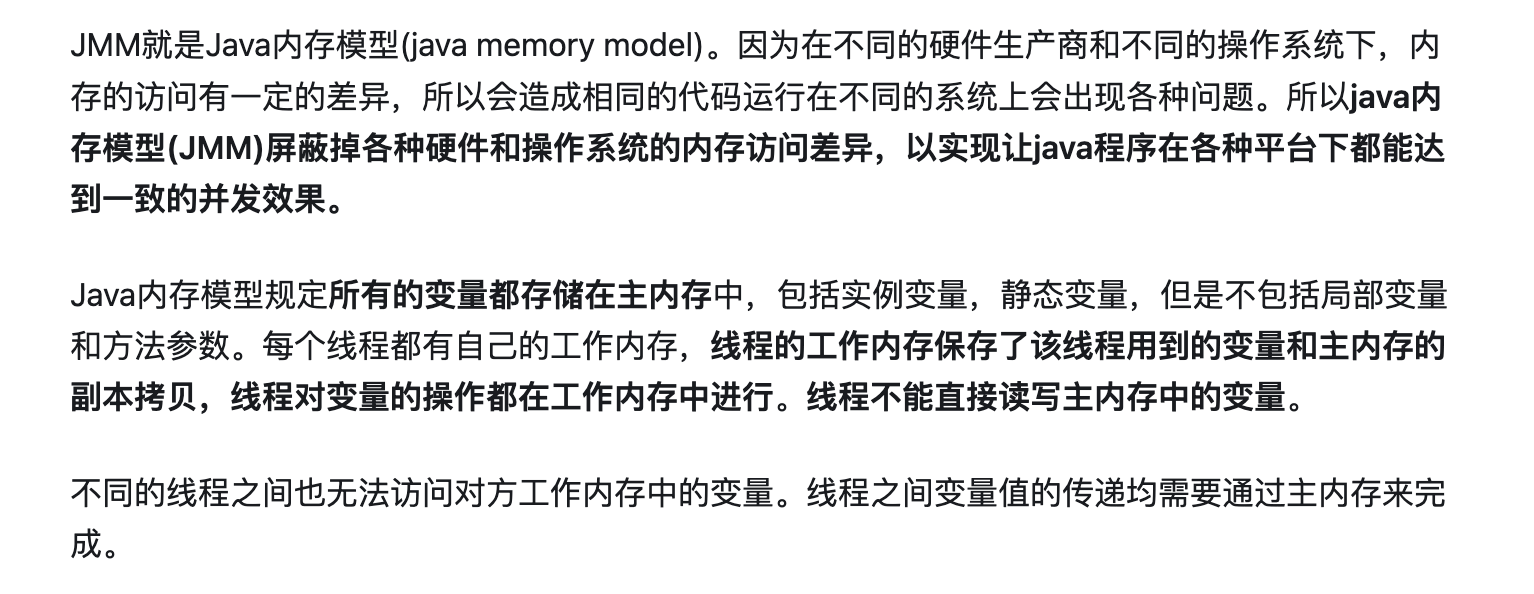 JMM就是Java内存模型(java memory model)。因为在不同的硬件生产商和不同的操作系统下，内
存的访问有一定的差异，所以会造成相同的代码运行在不同的系统上会出现各种问题。所以java内
存模型(JMM)屏蔽掉各种硬件和操作系统的内存访问差异，以实现让java程序在各种平台下都能达
到一致的并发效果。
Java内存模型规定所有的变量都存储在主内存中，包括实例变量，静态变量，但是不包括局部变量
和方法参数。每个线程都有自己的工作内存，线程的工作内存保存了该线程用到的变量和主内存的
副本拷贝，线程对变量的操作都在工作内存中进行。线程不能直接读写主内存中的变量。
不同的线程之间也无法访问对方工作内存中的变量。线程之间变量值的传递均需要通过主内存来完
成。